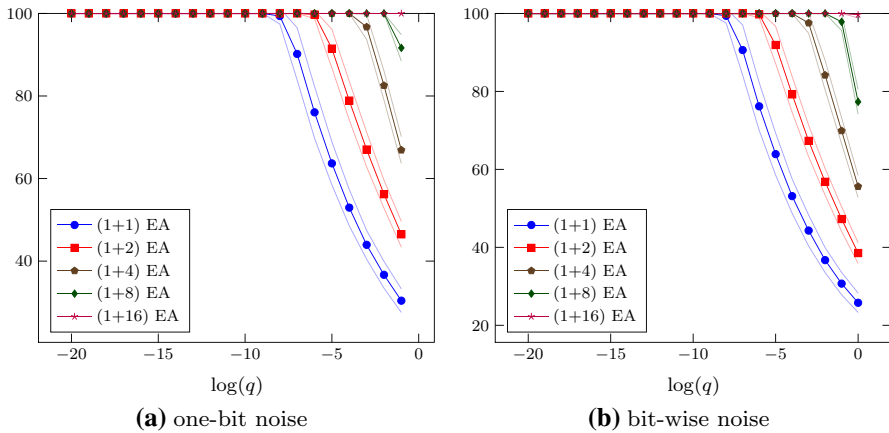 100
80
60
40
−20
−15
−10
−5
0
(1+1) EA
(1+2) EA
(1+4) EA
(1+8) EA
(1+16) EA
log(q)
(a) one-bit noise
100
80
60
40
20
−20
−15
−10
−5
0
(1+1) EA
(1+2) EA
(1+4) EA
(1+8) EA
(1+16) EA
log(q)
(b) bit-wise noise